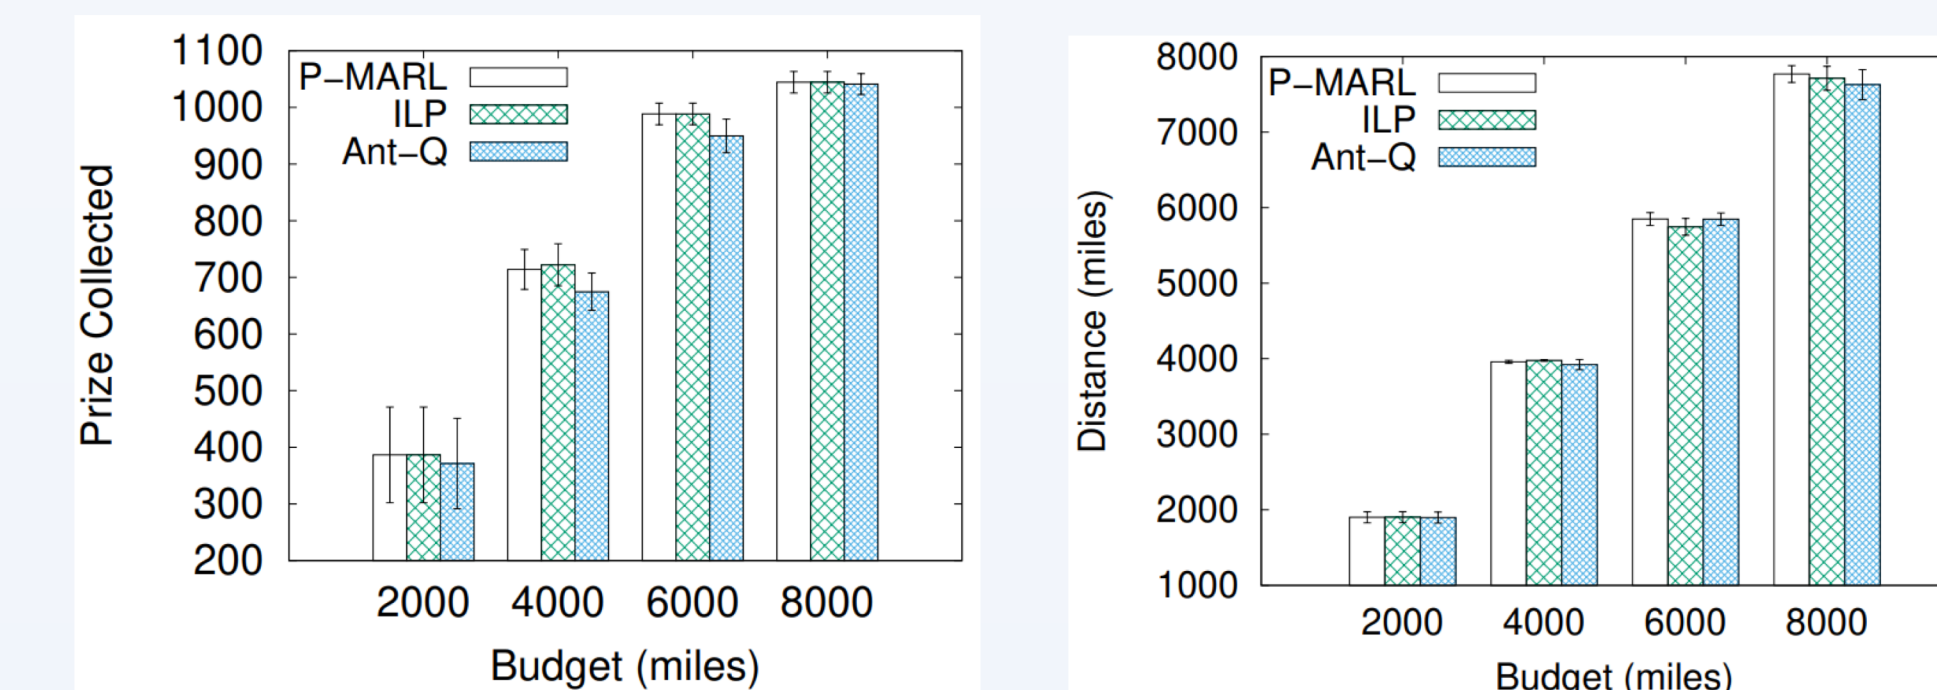 1100
1000
900
800
700
600
500
400
300
200
Prize Collected
P−MARL
ILP
Ant−Q
2000 4000 6000 8000
Budget (miles)
8000
7000
6000
5000
4000
3000
2000
1000
Distance (miles)
P−MARL
ILP
Ant−Q
2000 4000 6000 8000
Budget (miles)